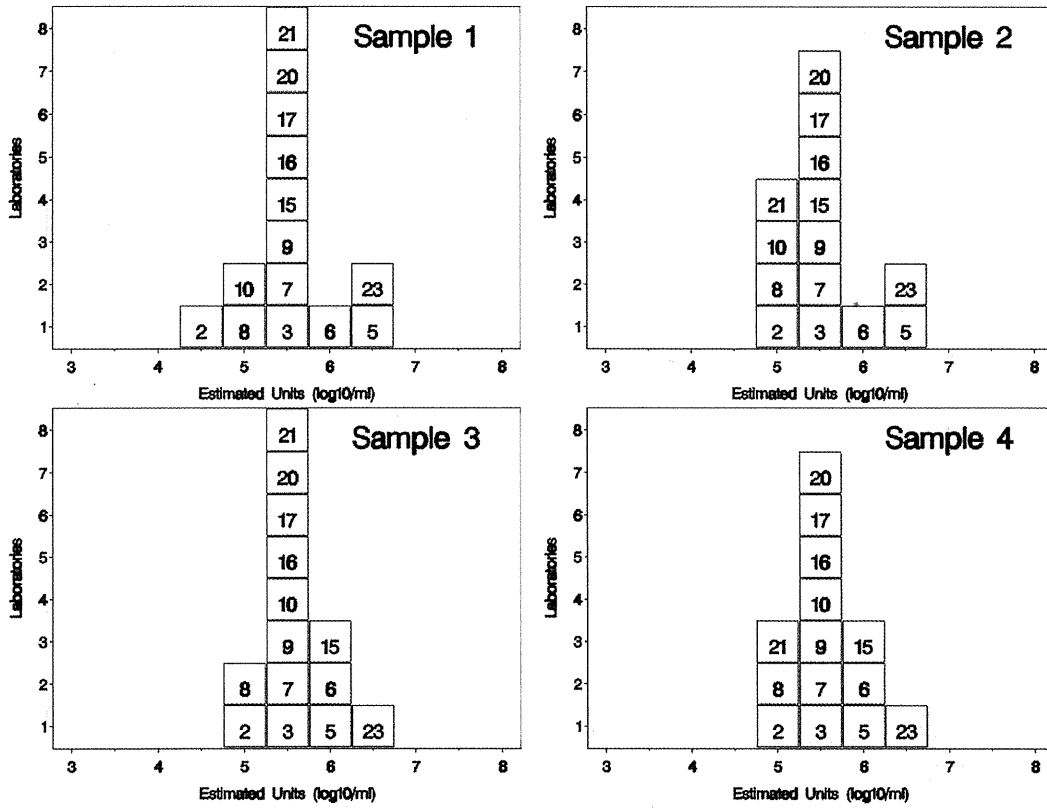 Sample 1
8
21
7
20
6
17
5
16
4
15
3
9
2
10 7 23
1
2 8 3 6 5
3 4 5 6 7 8
Laboratories
Estimated Units (log10/ml)
Sample 2
8
7
20
6
17
5
16
4
21 15
3
10 9
2
8 7 23
1
2 3 6 5
3 4 5 6 7 8
Laboratories
Estimated Units (log10/ml)
Sample 3
8
21
7
20
6
17
5
16
4
10
3
9 15
2
8 7 6
1
2 3 5 23
3 4 5 6 7 8
Laboratories
Estimated Units (log10/ml)
Sample 4
8
7
20
6
17
5
16
4
10
3
21 9 15
2
8 7 6
1
2 3 5 23
3 4 5 6 7 8
Laboratories
Estimated Units (log10/ml)